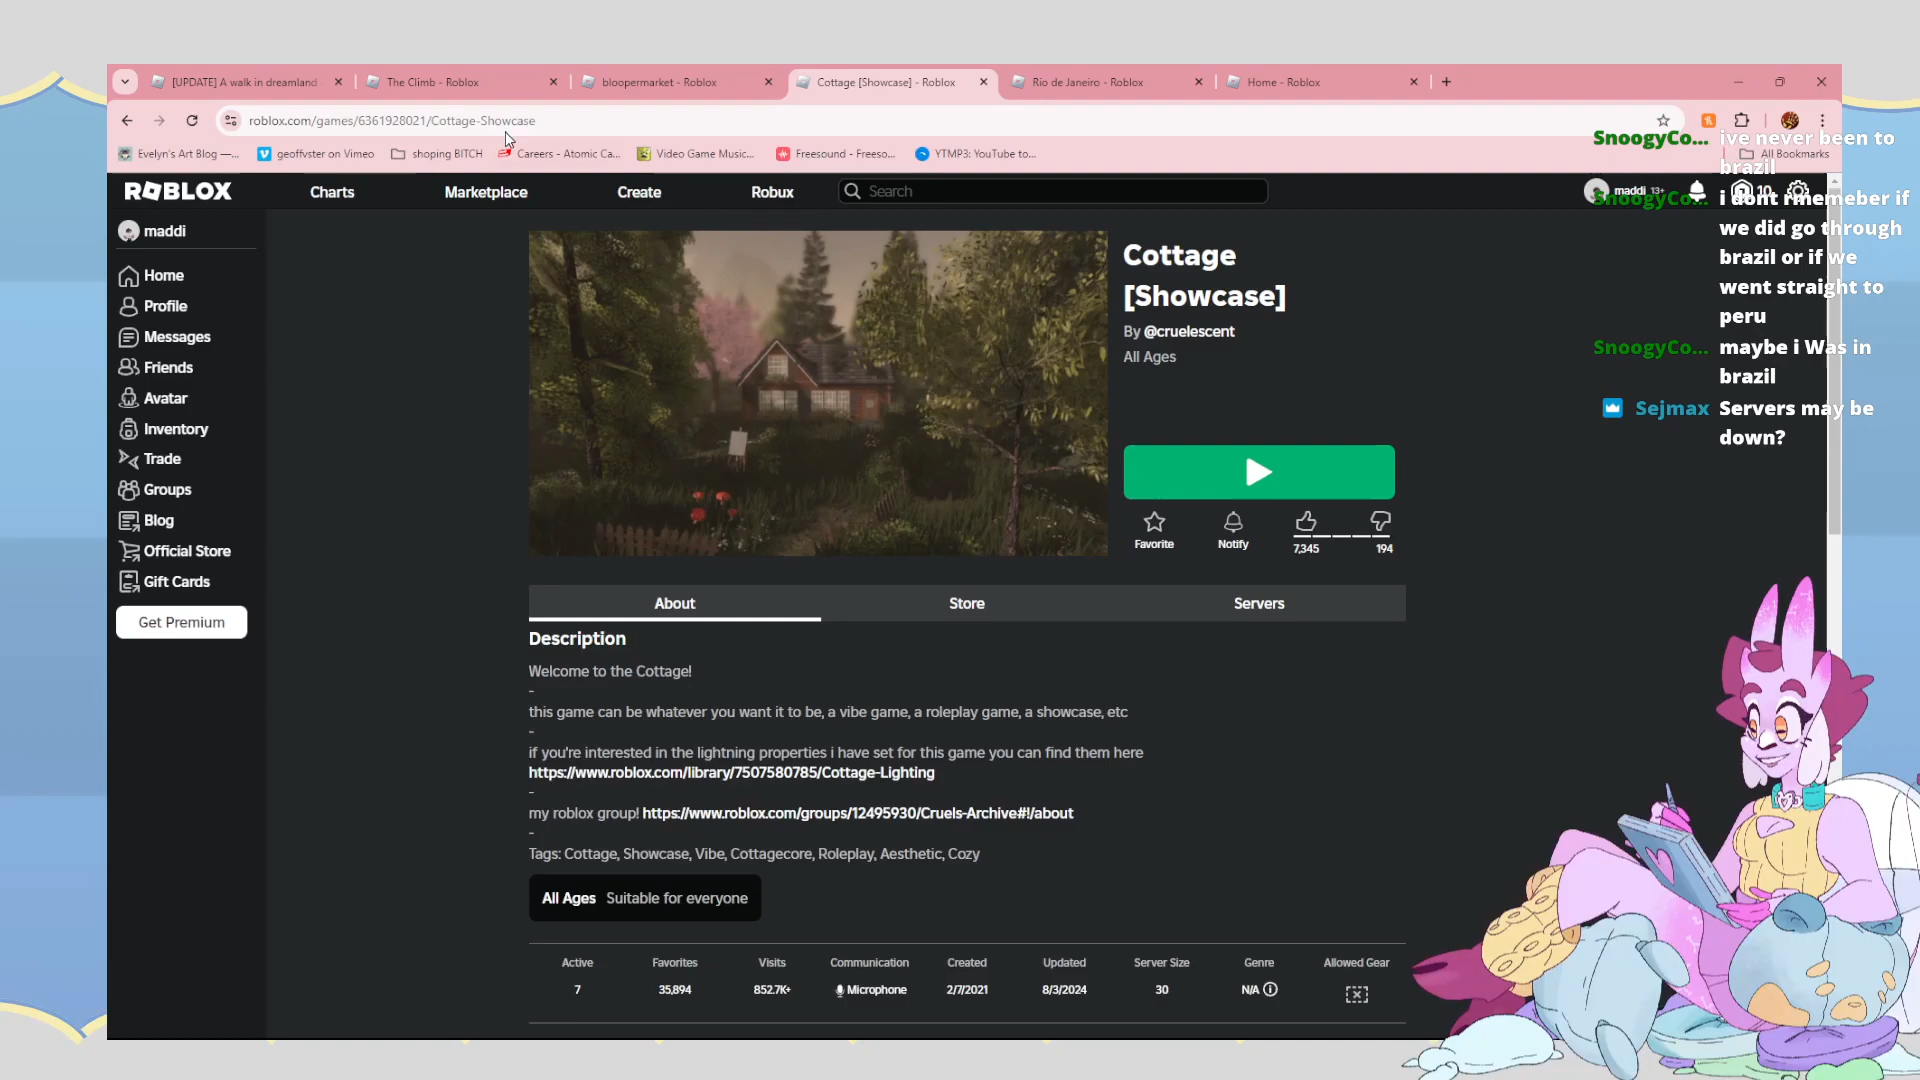 [UPDATE] A walk in dreamland
The Climb - Roblox
bloopermarket - Roblox
Cottage [Showcase] - Roblox
Rio de Janeiro - Roblox
Home - Roblox
roblox.com/games/6361928021/Cottage-Showcase
Evelyn's Art Blog —...
geoffvster on Vimeo
shoping BITCH
Careers - Atomic Ca...
Video Game Music...
Freesound - Freeso...
YTMP3: YouTube to...
All Bookmarks
ROBLOX
Charts
Marketplace
Create
Robux
Search
maddi 13+
10
maddi
Home
Profile
Messages
Friends
Avatar
Inventory
Trade
Groups
Blog
Official Store
Gift Cards
Get Premium
Cottage
[Showcase]
By @cruelescent
All Ages
Favorite
Notify
7,345
194
About
Store
Servers
Description
Welcome to the Cottage!
-
this game can be whatever you want it to be, a vibe game, a roleplay game, a showcase, etc
-
if you're interested in the lightning properties i have set for this game you can find them here
https://www.roblox.com/library/7507580785/Cottage-Lighting
-
my roblox group! https://www.roblox.com/groups/12495930/Cruels-Archive#!/about
-
Tags: Cottage, Showcase, Vibe, Cottagecore, Roleplay, Aesthetic, Cozy
All Ages Suitable for everyone
Active Favorites Visits Communication Created Updated Server Size Genre Allowed Gear
7 35,894 852.7K+ Microphone 2/7/2021 8/3/2024 30 N/A
SnoogyCo... ive never been to
brazil
SnoogyCo... i dont rmemeber if
we did go through
brazil or if we
went straight to
peru
SnoogyCo... maybe i Was in
brazil
Sejmax Servers may be
down?